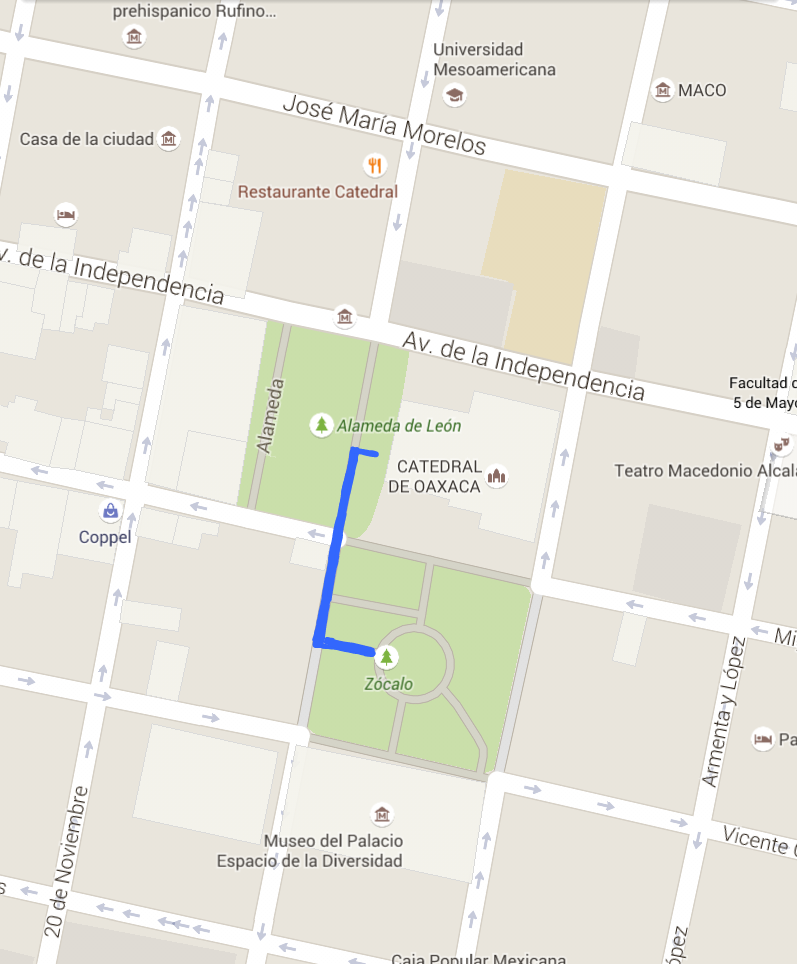 prehispanico Rufino...
Universidad
Mesoamericana
MACO
José María Morelos
Casa de la ciudad
Restaurante Catedral
v. de la Independencia
Av. de la Independencia
Facultad d
5 de Mayo
Alameda
Alameda de León
CATEDRAL
DE OAXACA
Teatro Macedonio Alcalá
Coppel
Mi
Zócalo
Armenta y López
Pa
Museo del Palacio
Espacio de la Diversidad
Vicente G
20 de Noviembre
s
ópez
Caja Popular Mexicana